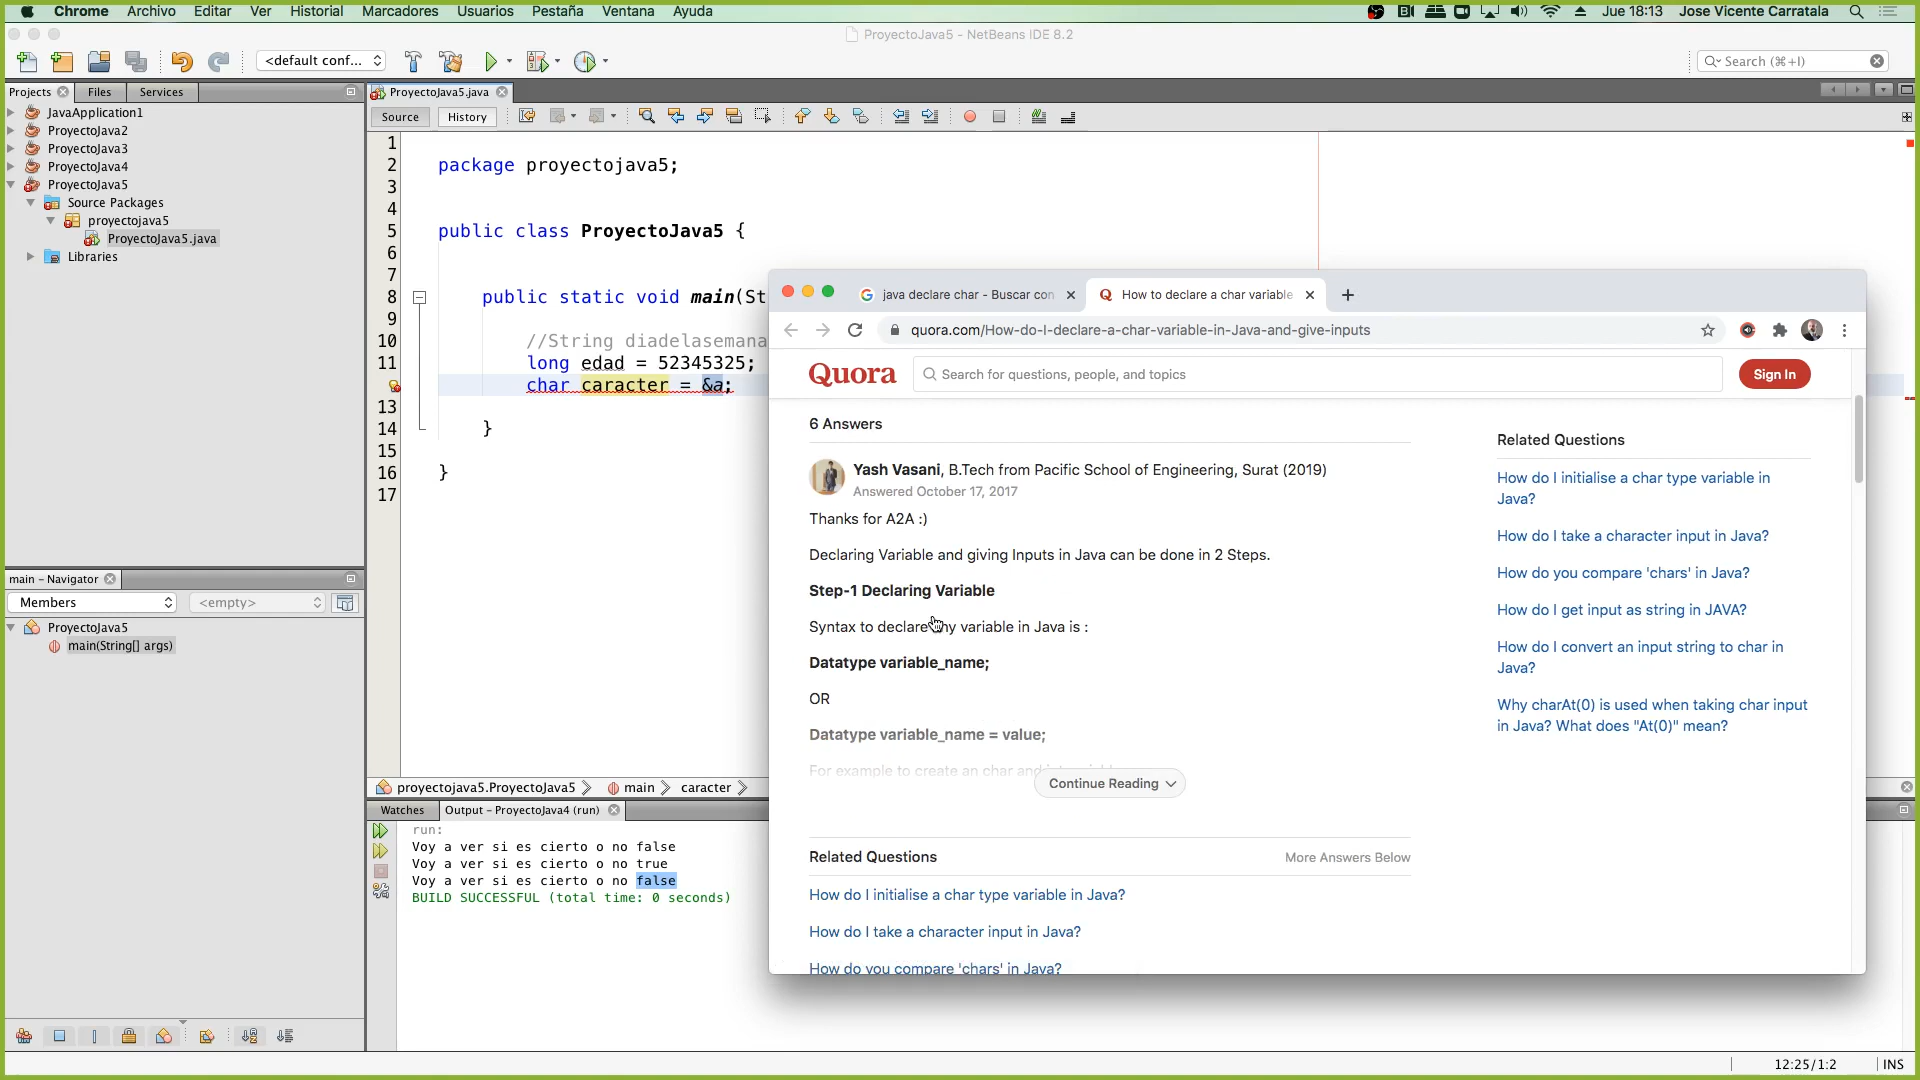 Chrome Archivo Editar Ver Historial Marcadores Usuarios Pestaña Ventana Ayuda Jue 18:13 Jose Vicente Carratala
ProyectoJava5 - NetBeans IDE 8.2
<default conf... Search (⌘+I)
Projects Files Services ProyectoJava5.java
Source History
JavaApplication1
ProyectoJava2
ProyectoJava3
ProyectoJava4
ProyectoJava5
Source Packages
proyectojava5
ProyectoJava5.java
Libraries
1
2 package proyectojava5;
3
4
5 public class ProyectoJava5 {
6
7
8 public static void main(St
9
10 //String diadelasemana
11 long edad = 52345325;
char caracter = &a;
13
14 }
15
16 }
17
java declare char - Buscar con
How to declare a char variable
quora.com/How-do-I-declare-a-char-variable-in-Java-and-give-inputs
Quora Search for questions, people, and topics Sign In
6 Answers
Yash Vasani, B.Tech from Pacific School of Engineering, Surat (2019)
Answered October 17, 2017
Thanks for A2A :)
Declaring Variable and giving Inputs in Java can be done in 2 Steps.
Step-1 Declaring Variable
Syntax to declare ny variable in Java is :
Datatype variable_name;
OR
Datatype variable_name = value;
For example to create an char and
Continue Reading
Related Questions More Answers Below
How do I initialise a char type variable in Java?
How do I take a character input in Java?
How do you compare 'chars' in Java?
Related Questions
How do I initialise a char type variable in
Java?
How do I take a character input in Java?
How do you compare 'chars' in Java?
How do I get input as string in JAVA?
How do I convert an input string to char in
Java?
Why charAt(0) is used when taking char input
in Java? What does "At(0)" mean?
main - Navigator
Members <empty>
ProyectoJava5
main(String[] args)
proyectojava5.ProyectoJava5 main caracter
Watches Output - ProyectoJava4 (run)
run:
Voy a ver si es cierto o no false
Voy a ver si es cierto o no true
Voy a ver si es cierto o no false
BUILD SUCCESSFUL (total time: 0 seconds)
12:25/1:2 INS